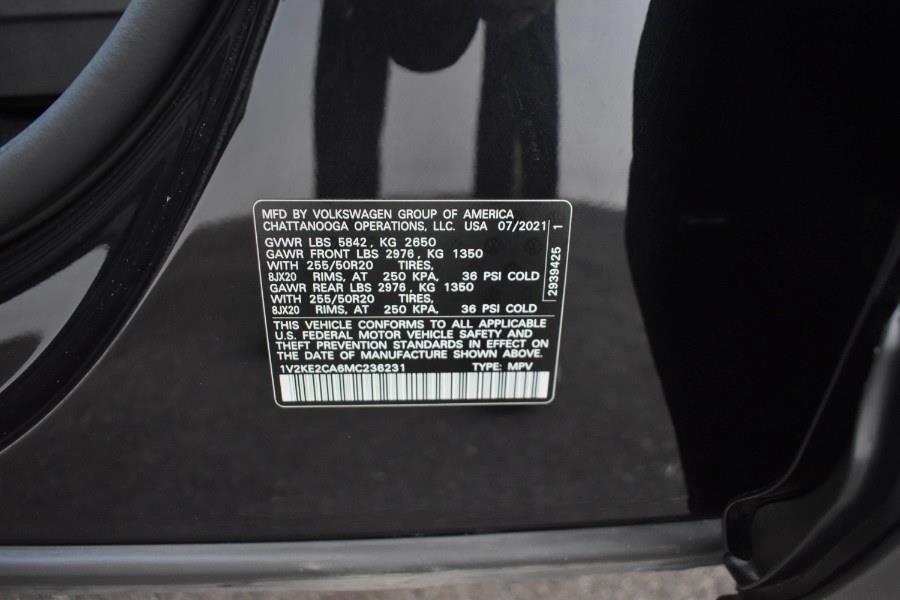 MFD BY VOLKSWAGEN GROUP OF AMERICA
CHATTANOOGA OPERATIONS, LLC. USA 07/2021
GVWR LBS 5842, KG 2650
GAWR FRONT LBS 2976, KG 1350
WITH 255/50R20 TIRES,
8JX20 RIMS, AT 250 KPA, 36 PSI COLD
GAWR REAR LBS 2976, KG 1350
WITH 255/50R20 TIRES,
8JX20 RIMS, AT 250 KPA, 36 PSI COLD
THIS VEHICLE CONFORMS TO ALL APPLICABLE
U.S. FEDERAL MOTOR VEHICLE SAFETY AND
THEFT PREVENTION STANDARDS IN EFFECT ON
THE DATE OF MANUFACTURE SHOWN ABOVE.
1V2KE2CA6MC236231 TYPE: MPV
2939425 1